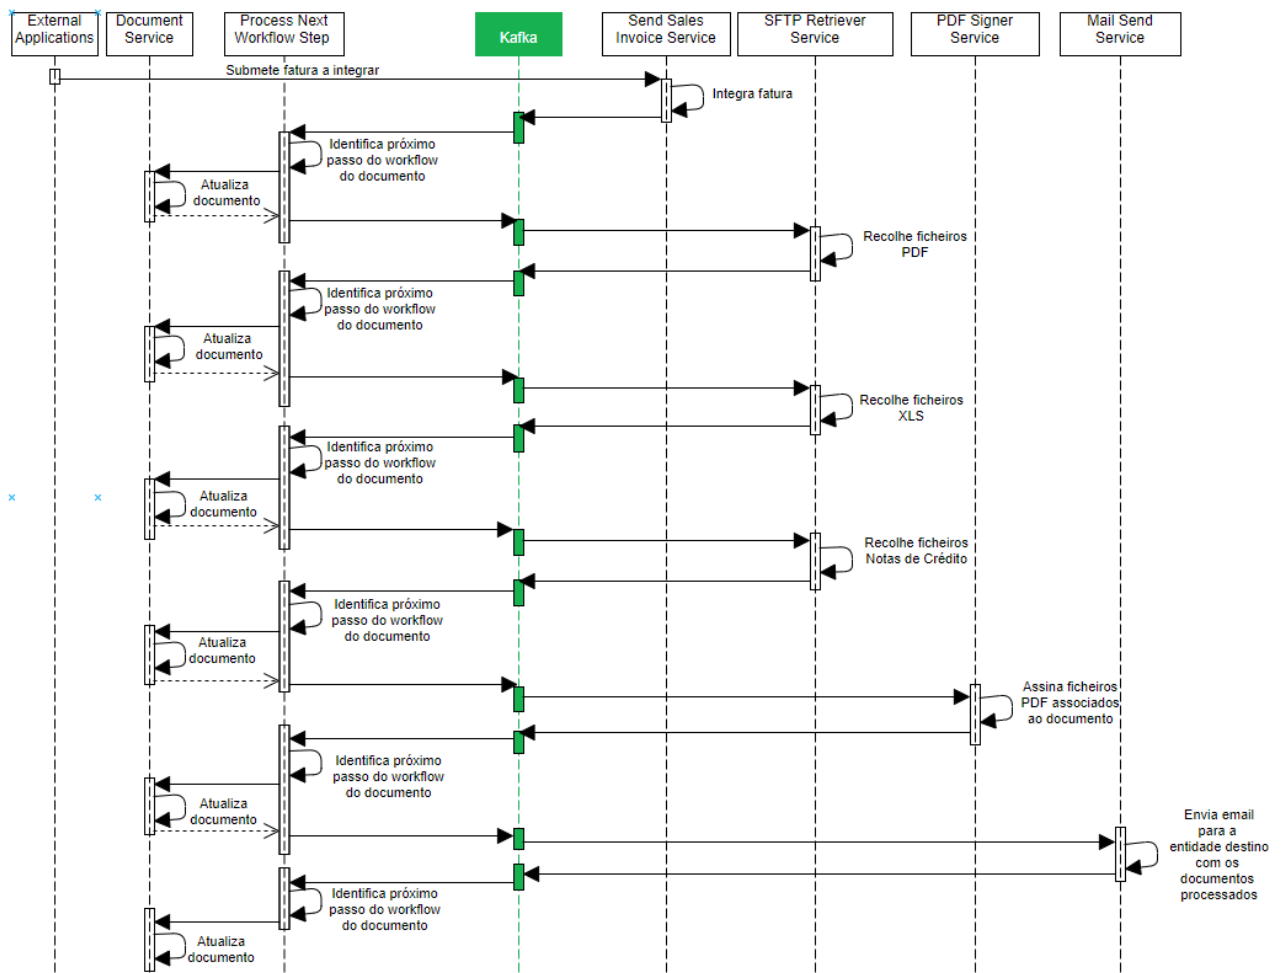 External
Applications
Document
Service
Process Next
Workflow Step
Kafka
Send Sales
Invoice Service
SFTP Retriever
Service
PDF Signer
Service
Mail Send
Service
Submete fatura a integrar
Integra fatura
Identifica próximo
passo do workflow
do documento
Atualiza
documento
Recolhe ficheiros
PDF
Identifica próximo
passo do workflow
do documento
Atualiza
documento
Recolhe ficheiros
XLS
Identifica próximo
passo do workflow
do documento
Atualiza
documento
Recolhe ficheiros
Notas de Crédito
Identifica próximo
passo do workflow
do documento
Atualiza
documento
Assina ficheiros
PDF associados
ao documento
Identifica próximo
passo do workflow
do documento
Atualiza
documento
Envia email
para a
entidade destino
com os
documentos
processados
Identifica próximo
passo do workflow
do documento
Atualiza
documento